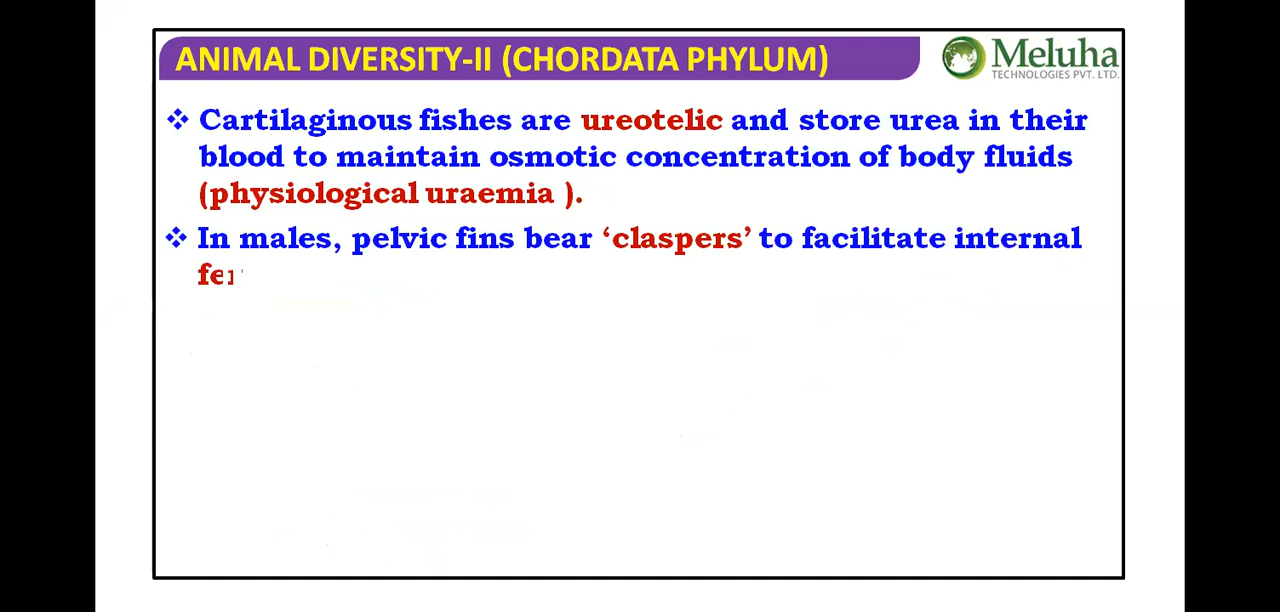 ANIMAL DIVERSITY-II (CHORDATA PHYLUM)
Meluha
TECHNOLOGIES PVT. LTD.
❖ Cartilaginous fishes are ureotelic and store urea in their
blood to maintain osmotic concentration of body fluids
(physiological uraemia ).
❖ In males, pelvic fins bear ‘claspers’ to facilitate internal